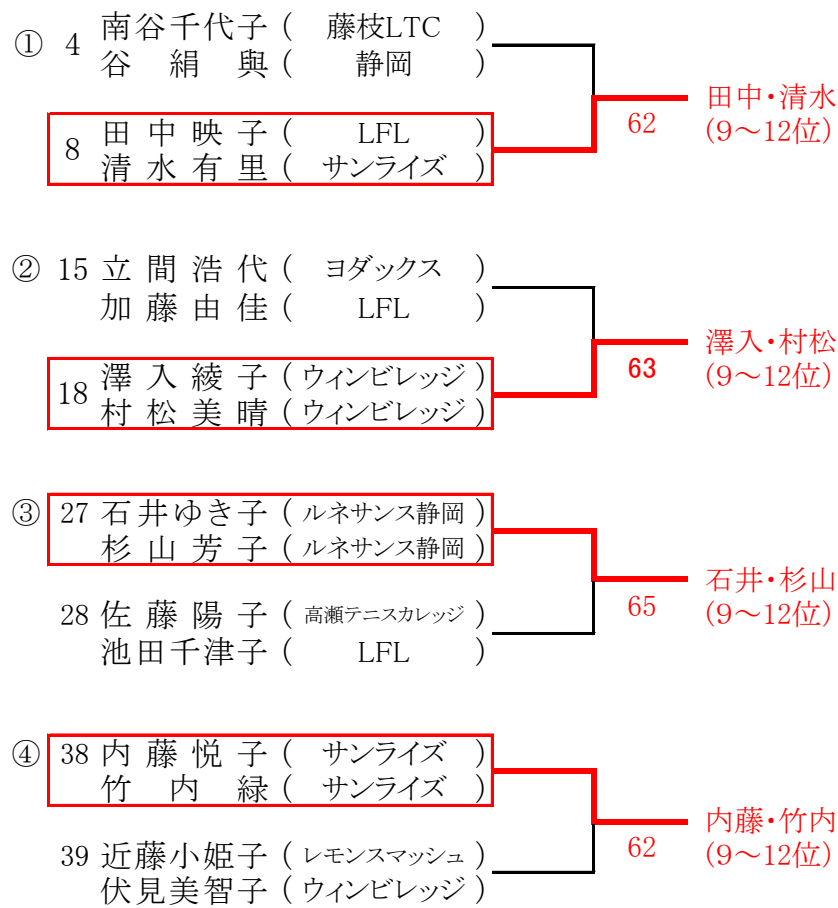 ① 4 南谷千代子 ( 藤枝LTC )
谷 絹 與 ( 静岡 )
8 田中映子 ( LFL )
清水有里 ( サンライズ )
62
田中・清水
(9～12位)
② 15 立間浩代 ( ヨダックス )
加藤由佳 ( LFL )
18 澤入綾子 ( ウィンビレッジ )
村松美晴 ( ウィンビレッジ )
63
澤入・村松
(9～12位)
③ 27 石井ゆき子 ( ルネサンス静岡 )
杉山芳子 ( ルネサンス静岡 )
28 佐藤陽子 ( 高瀬テニスカレッジ )
池田千津子 ( LFL )
65
石井・杉山
(9～12位)
④ 38 内藤悦子 ( サンライズ )
竹内緑 ( サンライズ )
39 近藤小姫子 ( レモンスマッシュ )
伏見美智子 ( ウィンビレッジ )
62
内藤・竹内
(9～12位)